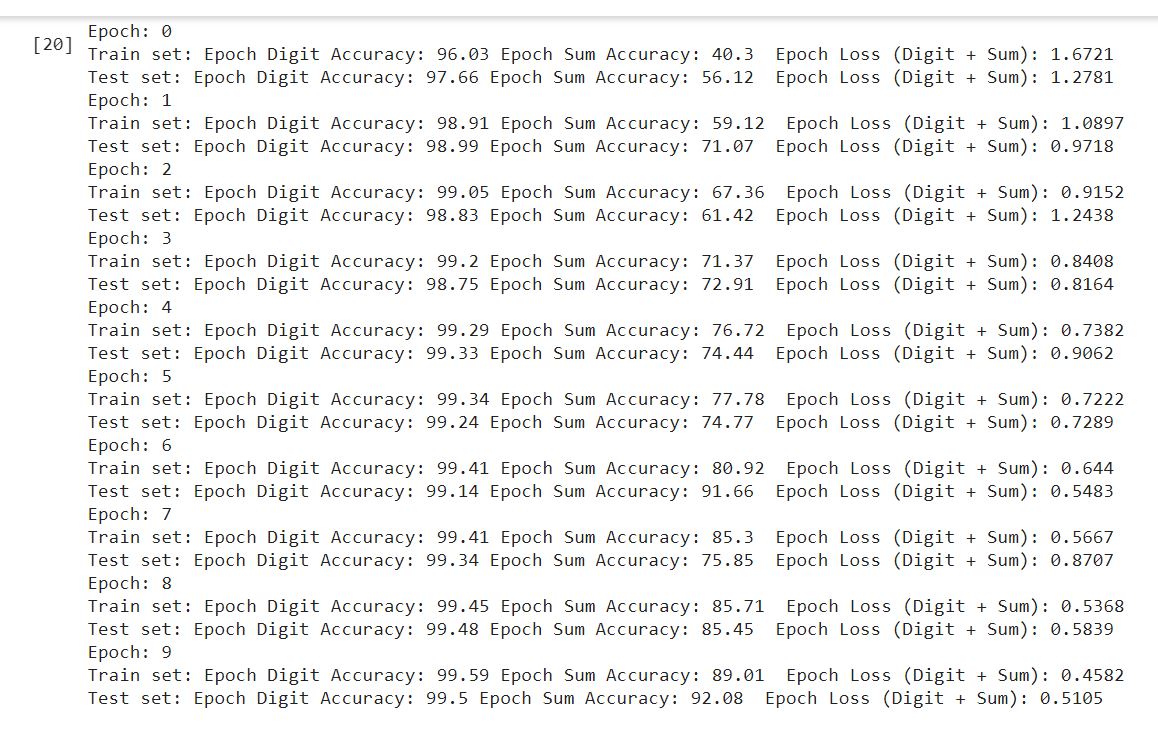 Epoch: 0
[20]
Train set: Epoch Digit Accuracy: 96.03 Epoch Sum Accuracy: 40.3  Epoch Loss (Digit + Sum): 1.6721
Test set: Epoch Digit Accuracy: 97.66 Epoch Sum Accuracy: 56.12  Epoch Loss (Digit + Sum): 1.2781
Epoch: 1
Train set: Epoch Digit Accuracy: 98.91 Epoch Sum Accuracy: 59.12  Epoch Loss (Digit + Sum): 1.0897
Test set: Epoch Digit Accuracy: 98.99 Epoch Sum Accuracy: 71.07  Epoch Loss (Digit + Sum): 0.9718
Epoch: 2
Train set: Epoch Digit Accuracy: 99.05 Epoch Sum Accuracy: 67.36  Epoch Loss (Digit + Sum): 0.9152
Test set: Epoch Digit Accuracy: 98.83 Epoch Sum Accuracy: 61.42  Epoch Loss (Digit + Sum): 1.2438
Epoch: 3
Train set: Epoch Digit Accuracy: 99.2 Epoch Sum Accuracy: 71.37  Epoch Loss (Digit + Sum): 0.8408
Test set: Epoch Digit Accuracy: 98.75 Epoch Sum Accuracy: 72.91  Epoch Loss (Digit + Sum): 0.8164
Epoch: 4
Train set: Epoch Digit Accuracy: 99.29 Epoch Sum Accuracy: 76.72  Epoch Loss (Digit + Sum): 0.7382
Test set: Epoch Digit Accuracy: 99.33 Epoch Sum Accuracy: 74.44  Epoch Loss (Digit + Sum): 0.9062
Epoch: 5
Train set: Epoch Digit Accuracy: 99.34 Epoch Sum Accuracy: 77.78  Epoch Loss (Digit + Sum): 0.7222
Test set: Epoch Digit Accuracy: 99.24 Epoch Sum Accuracy: 74.77  Epoch Loss (Digit + Sum): 0.7289
Epoch: 6
Train set: Epoch Digit Accuracy: 99.41 Epoch Sum Accuracy: 80.92  Epoch Loss (Digit + Sum): 0.644
Test set: Epoch Digit Accuracy: 99.14 Epoch Sum Accuracy: 91.66  Epoch Loss (Digit + Sum): 0.5483
Epoch: 7
Train set: Epoch Digit Accuracy: 99.41 Epoch Sum Accuracy: 85.3  Epoch Loss (Digit + Sum): 0.5667
Test set: Epoch Digit Accuracy: 99.34 Epoch Sum Accuracy: 75.85  Epoch Loss (Digit + Sum): 0.8707
Epoch: 8
Train set: Epoch Digit Accuracy: 99.45 Epoch Sum Accuracy: 85.71  Epoch Loss (Digit + Sum): 0.5368
Test set: Epoch Digit Accuracy: 99.48 Epoch Sum Accuracy: 85.45  Epoch Loss (Digit + Sum): 0.5839
Epoch: 9
Train set: Epoch Digit Accuracy: 99.59 Epoch Sum Accuracy: 89.01  Epoch Loss (Digit + Sum): 0.4582
Test set: Epoch Digit Accuracy: 99.5 Epoch Sum Accuracy: 92.08  Epoch Loss (Digit + Sum): 0.5105